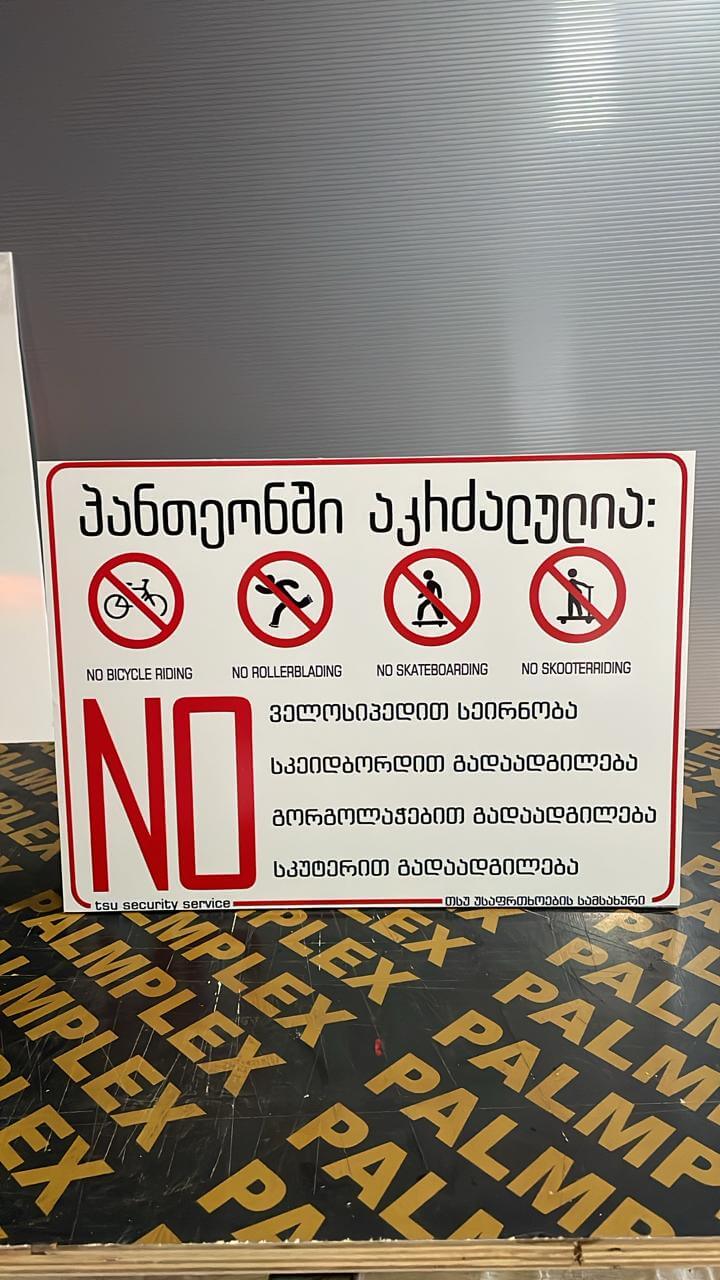 პანთეონში აკრძალულია:
NO BICYCLE RIDING
NO ROLLERBLADING
NO SKATEBOARDING
NO SKOOTERRIDING
NO
ველოსიპედით სეირნობა
სკეიდბორდით გადაადგილება
გორგოლაჭებით გადაადგილება
სკუტერით გადაადგილება
tsu security service
თსუ უსაფრთხოების სამსახური
PALMPLEX
PALMPLEX
PALMPLEX
PALMPLEX